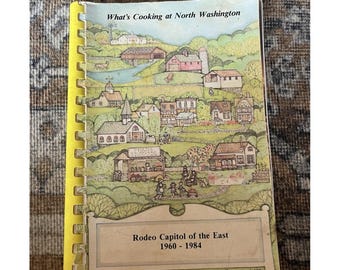 What's Cooking at North Washington
Rodeo Capitol of the East
1960 - 1984